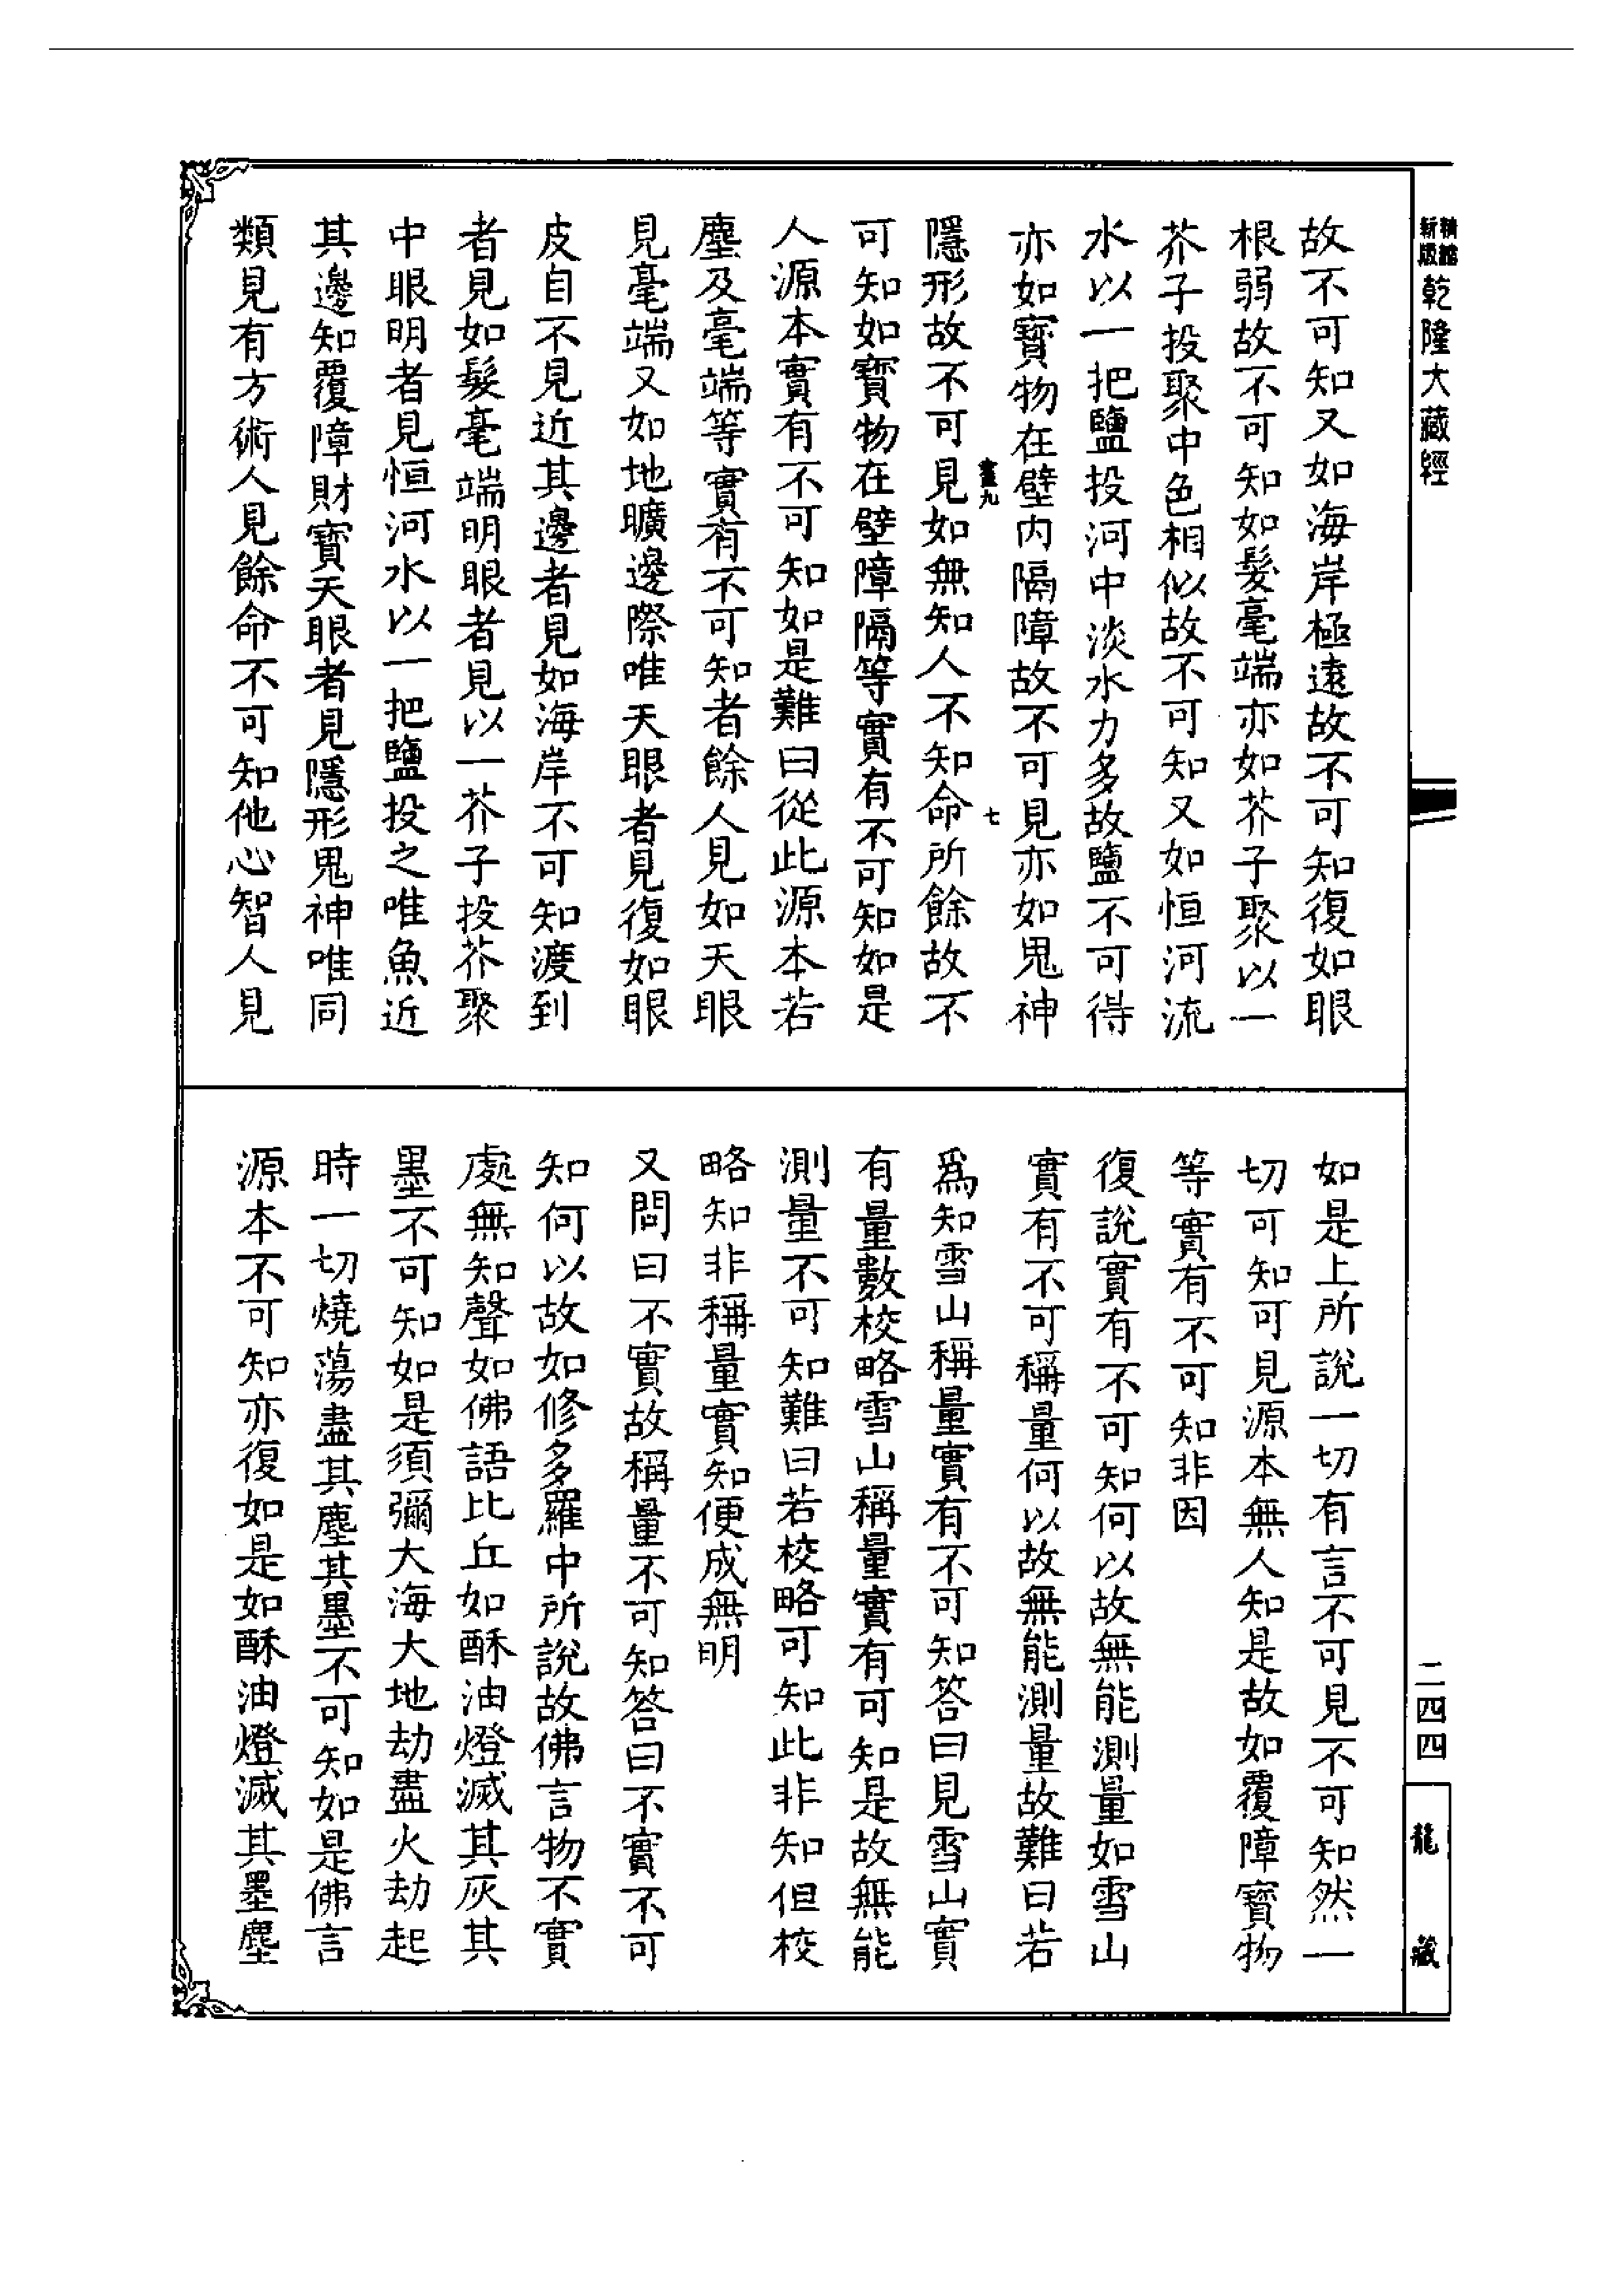 精縮新版乾隆大藏經
故不可知又如海岸極遠故不可知復如眼
根弱故不可知如髮毫端亦如芥子聚以一
芥子投聚中色相似故不可知又如恒河流
水以一把鹽投河中淡水力多故鹽不可得
亦如寶物在壁内隔障故不可見亦如鬼神
七
隱形故不可見如無知人不知命所餘故不
可知如寶物在壁障隔等實有不可知如是
人源本實有不可知如是難曰從此源本若
塵及毫端等實有不可知者餘人見如天眼
見毫端又如地曠邊際唯天眼者見復如眼
皮自不見近其邊者見如海岸不可知渡到
者見如髮毫端明眼者見以一芥子投芥聚
中眼明者見恒河水以一把鹽投之唯魚近
其邊知覆障財寶天眼者見隱形鬼神唯同
類見有方術人見餘命不可知他心智人見
如是上所說一切有言不可見不可知然一
切可知可見源本無人知是故如覆障寶物
等實有不可知非因
復說實有不可知何以故無能測量如雪山
實有不可稱量何以故無能測量故難曰若
爲知雪山稱量實有不可知答曰見雪山實
有量數校略雪山稱量實有可知是故無能
測量不可知難曰若校略可知此非知但校
略知非稱量實知便成無明
又問曰不實故稱量不可知答曰不實不可
知何以故如修多羅中所說故佛言物不實
處無知聲如佛語比丘如酥油燈滅其灰其
墨不可知如是須彌大海大地劫盡火劫起
時一切燒蕩盡其塵其墨不可知如是佛言
源本不可知亦復如是如酥油燈滅其墨塵
二四四
龍藏